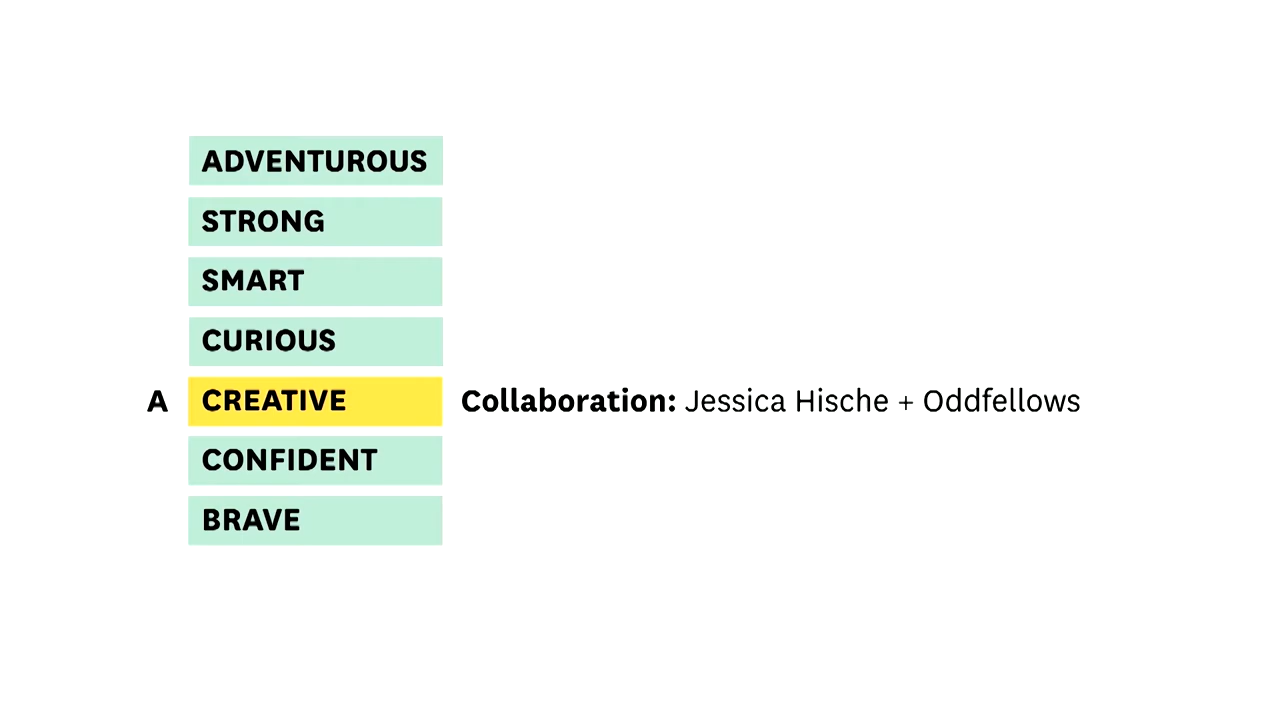 ADVENTUROUS
STRONG
SMART
CURIOUS
A CREATIVE Collaboration: Jessica Hische + Oddfellows
CONFIDENT
BRAVE